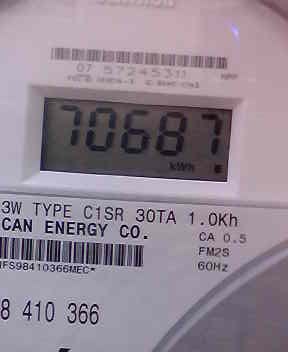 07 57245311
70687
kWh
3W TYPE C1SR 30TA 1.0Kh
CAN ENERGY CO.
CA 0.5
FM2S
60Hz
IFS98410366MEC*
8 410 366